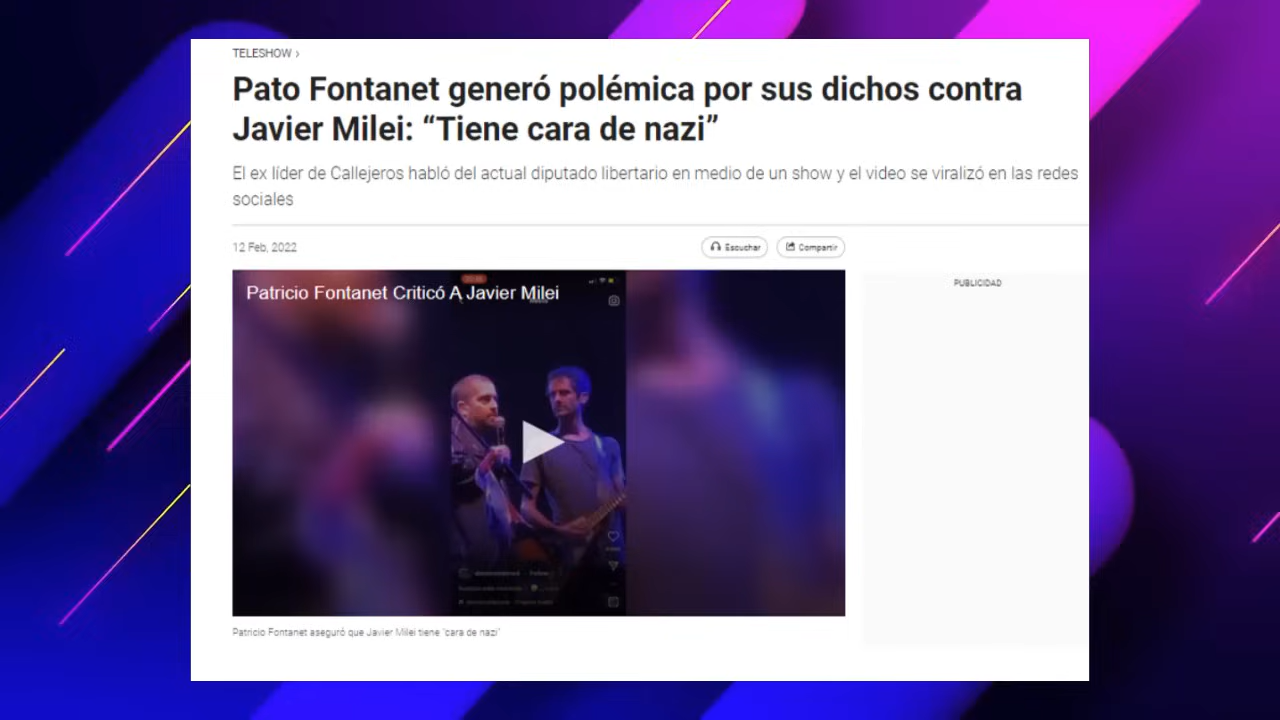 TELESHOW ›
Pato Fontanet generó polémica por sus dichos contra
Javier Milei: “Tiene cara de nazi”
El ex líder de Callejeros habló del actual diputado libertario en medio de un show y el video se viralizó en las redes
sociales
12 Feb, 2022
Escuchar
Compartir
PUBLICIDAD
Patricio Fontanet Criticó A Javier Milei
Patricio Fontanet aseguró que Javier Milei tiene "cara de nazi"